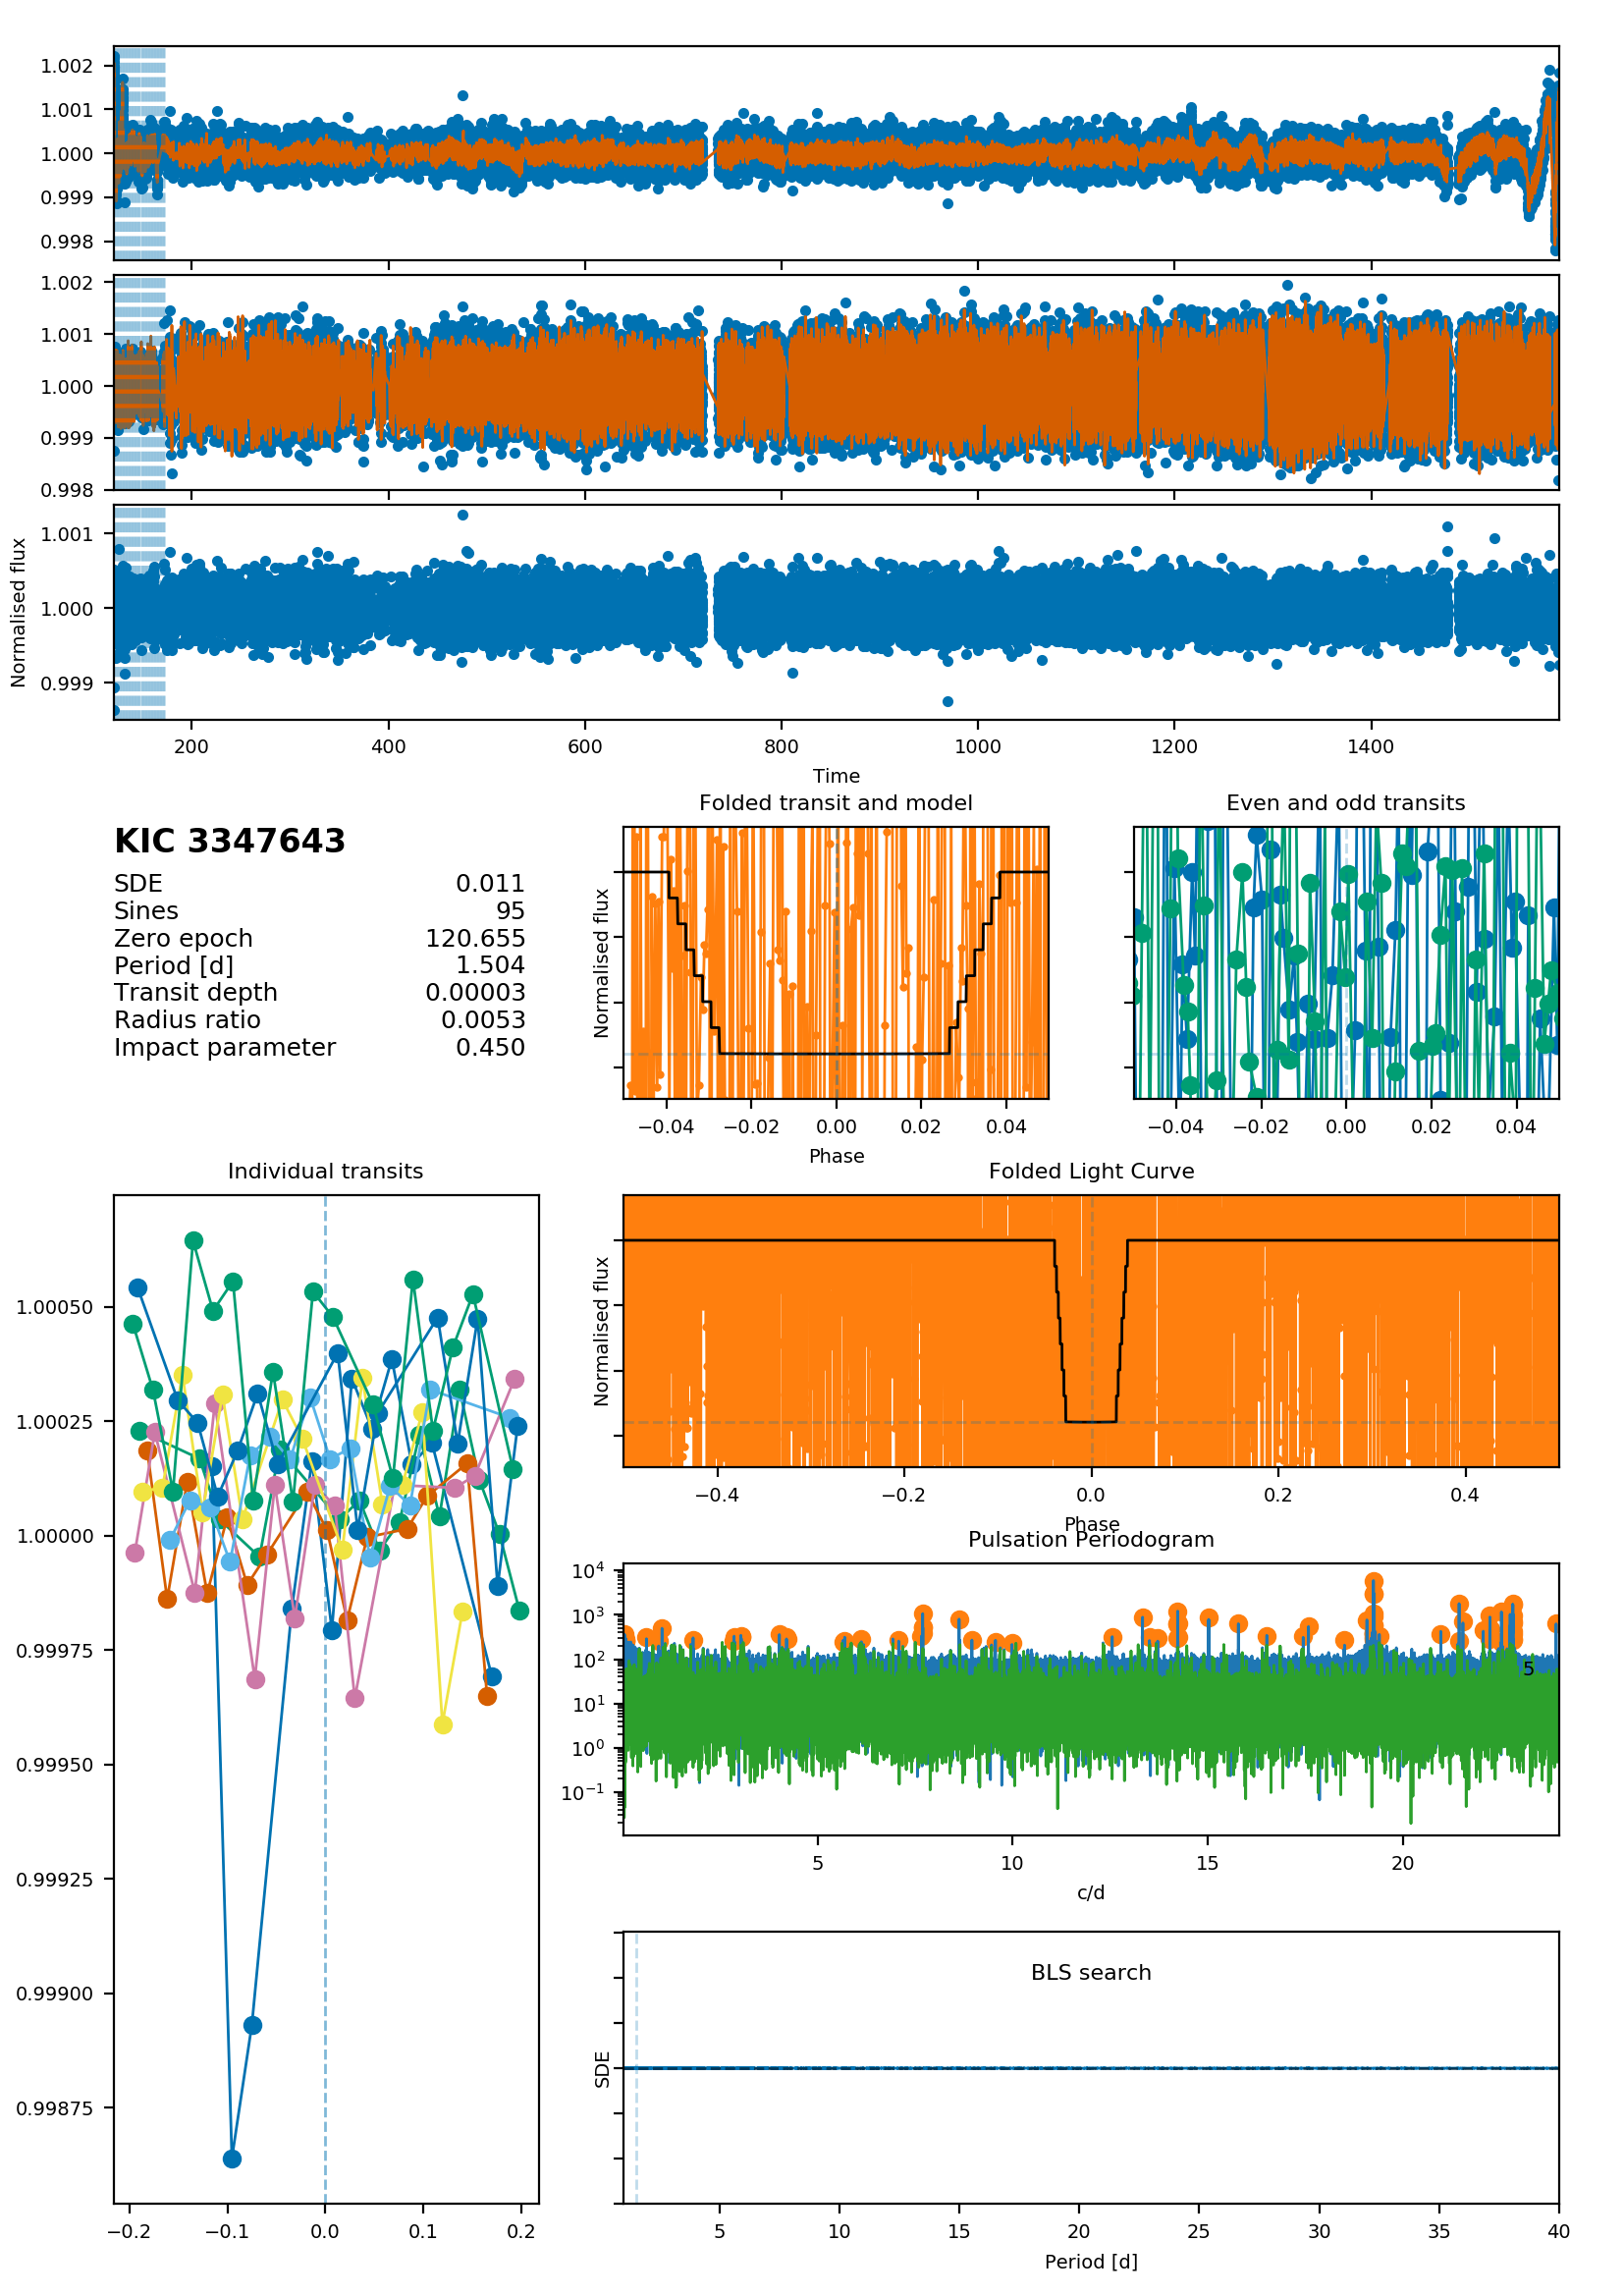 1.002
1.001
1.000
0.999
0.998
1.002
1.001
1.000
0.999
0.998
1.001
1.000
0.999
Normalised flux
200 400 600 800 1000 1200 1400
Time
KIC 3347643
SDE 0.011
Sines 95
Zero epoch 120.655
Period [d] 1.504
Transit depth 0.00003
Radius ratio 0.0053
Impact parameter 0.450
Folded transit and model
Normalised flux
−0.04 −0.02 0.00 0.02 0.04
Phase
Even and odd transits
−0.04 −0.02 0.00 0.02 0.04
Individual transits
1.00050
1.00025
1.00000
0.99975
0.99950
0.99925
0.99900
0.99875
−0.2 −0.1 0.0 0.1 0.2
Folded Light Curve
Normalised flux
−0.4 −0.2 0.0 0.2 0.4
Phase
Pulsation Periodogram
10⁴
10³
10²
10¹
10⁰
10⁻¹
5
5 10 15 20
c/d
BLS search
SDE
5 10 15 20 25 30 35 40
Period [d]